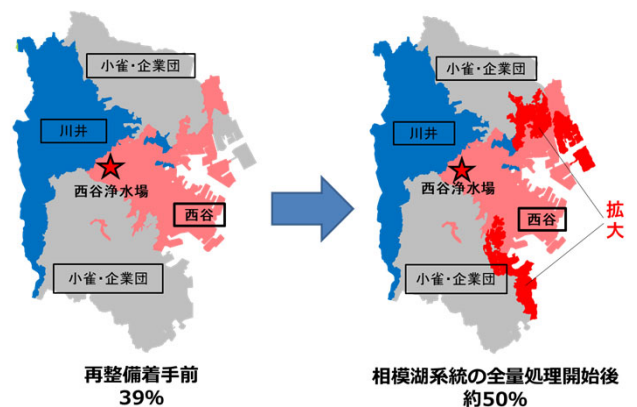 小雀・企業団
川井
西谷浄水場
西谷
小雀・企業団
再整備着手前
39%
小雀・企業団
川井
西谷浄水場
西谷
拡大
小雀・企業団
相模湖系統の全量処理開始後
約50%